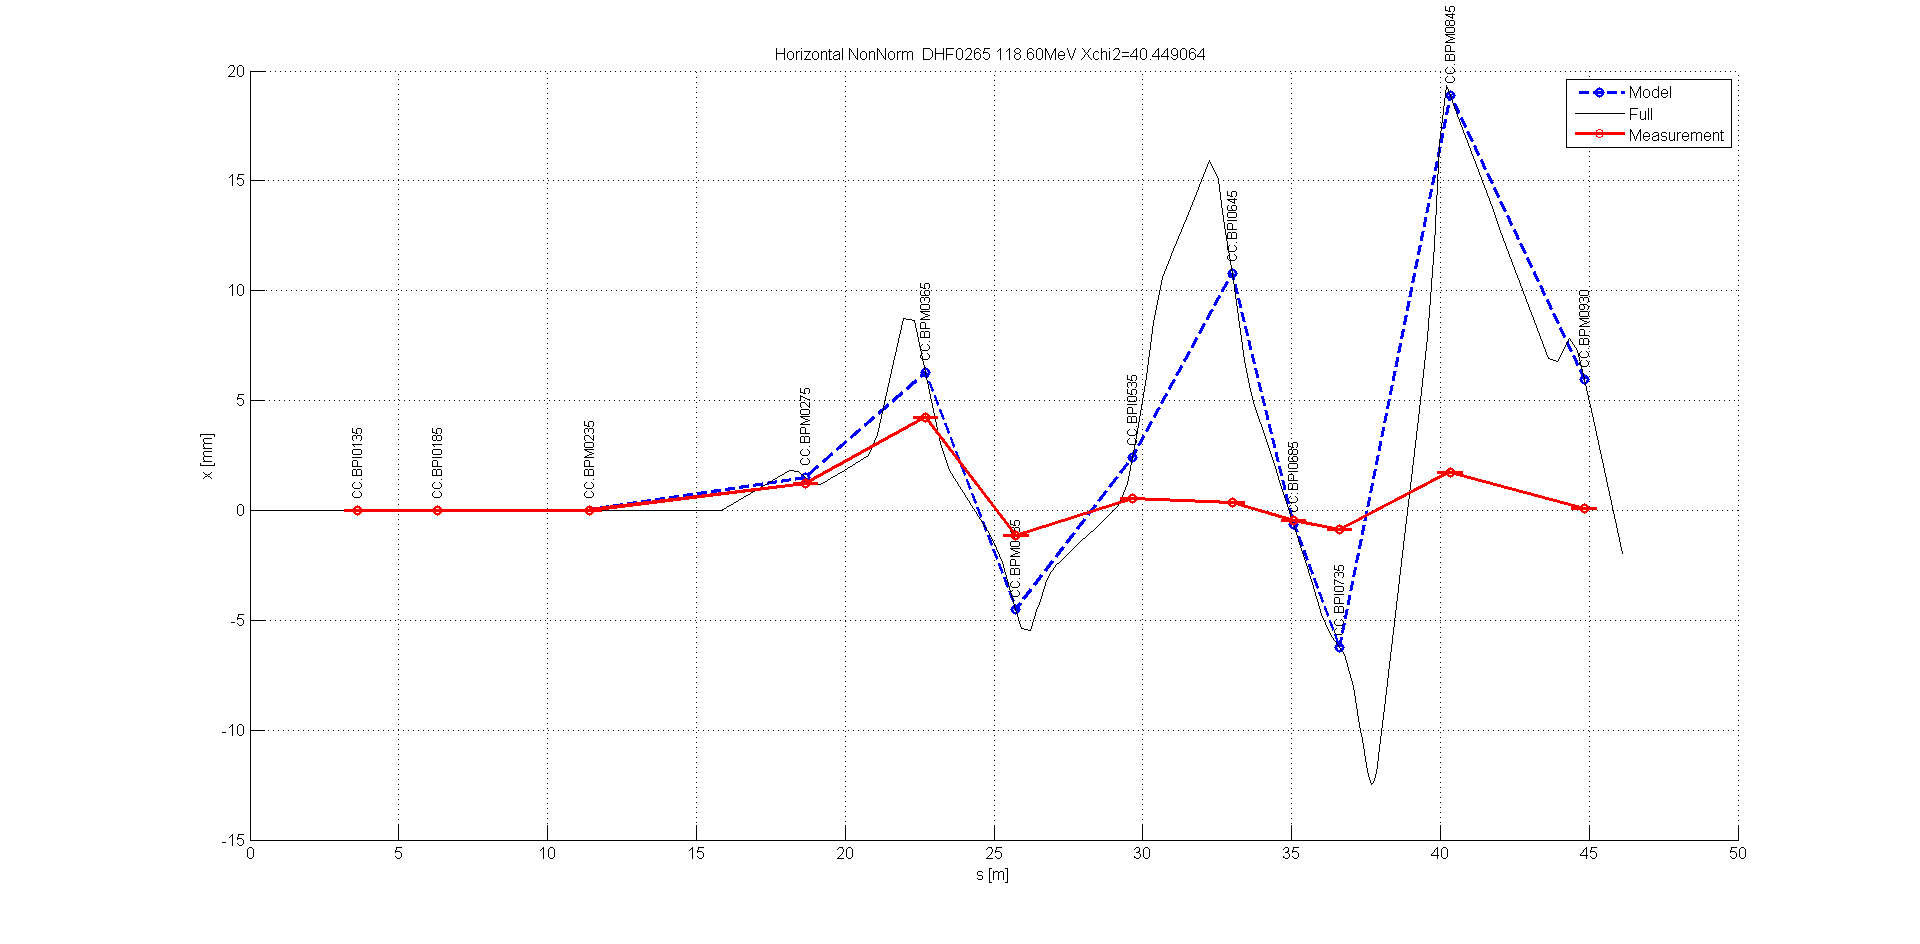 Horizontal NonNorm DHF0265 118.60MeV Xchi2=40.449064
Model
Full
Measurement
x [mm]
20
15
10
5
0
-5
-10
-15
CC.BPI0135
CC.BPI0185
CC.BPM0235
CC.BPM0275
CC.BPM0365
CC.BPI0535
CC.BPI0645
CC.BPI0685
CC.BPI0735
CC.BPM0845
CC.BPM0930
0
5
10
15
20
25
30
35
40
45
50
s [m]